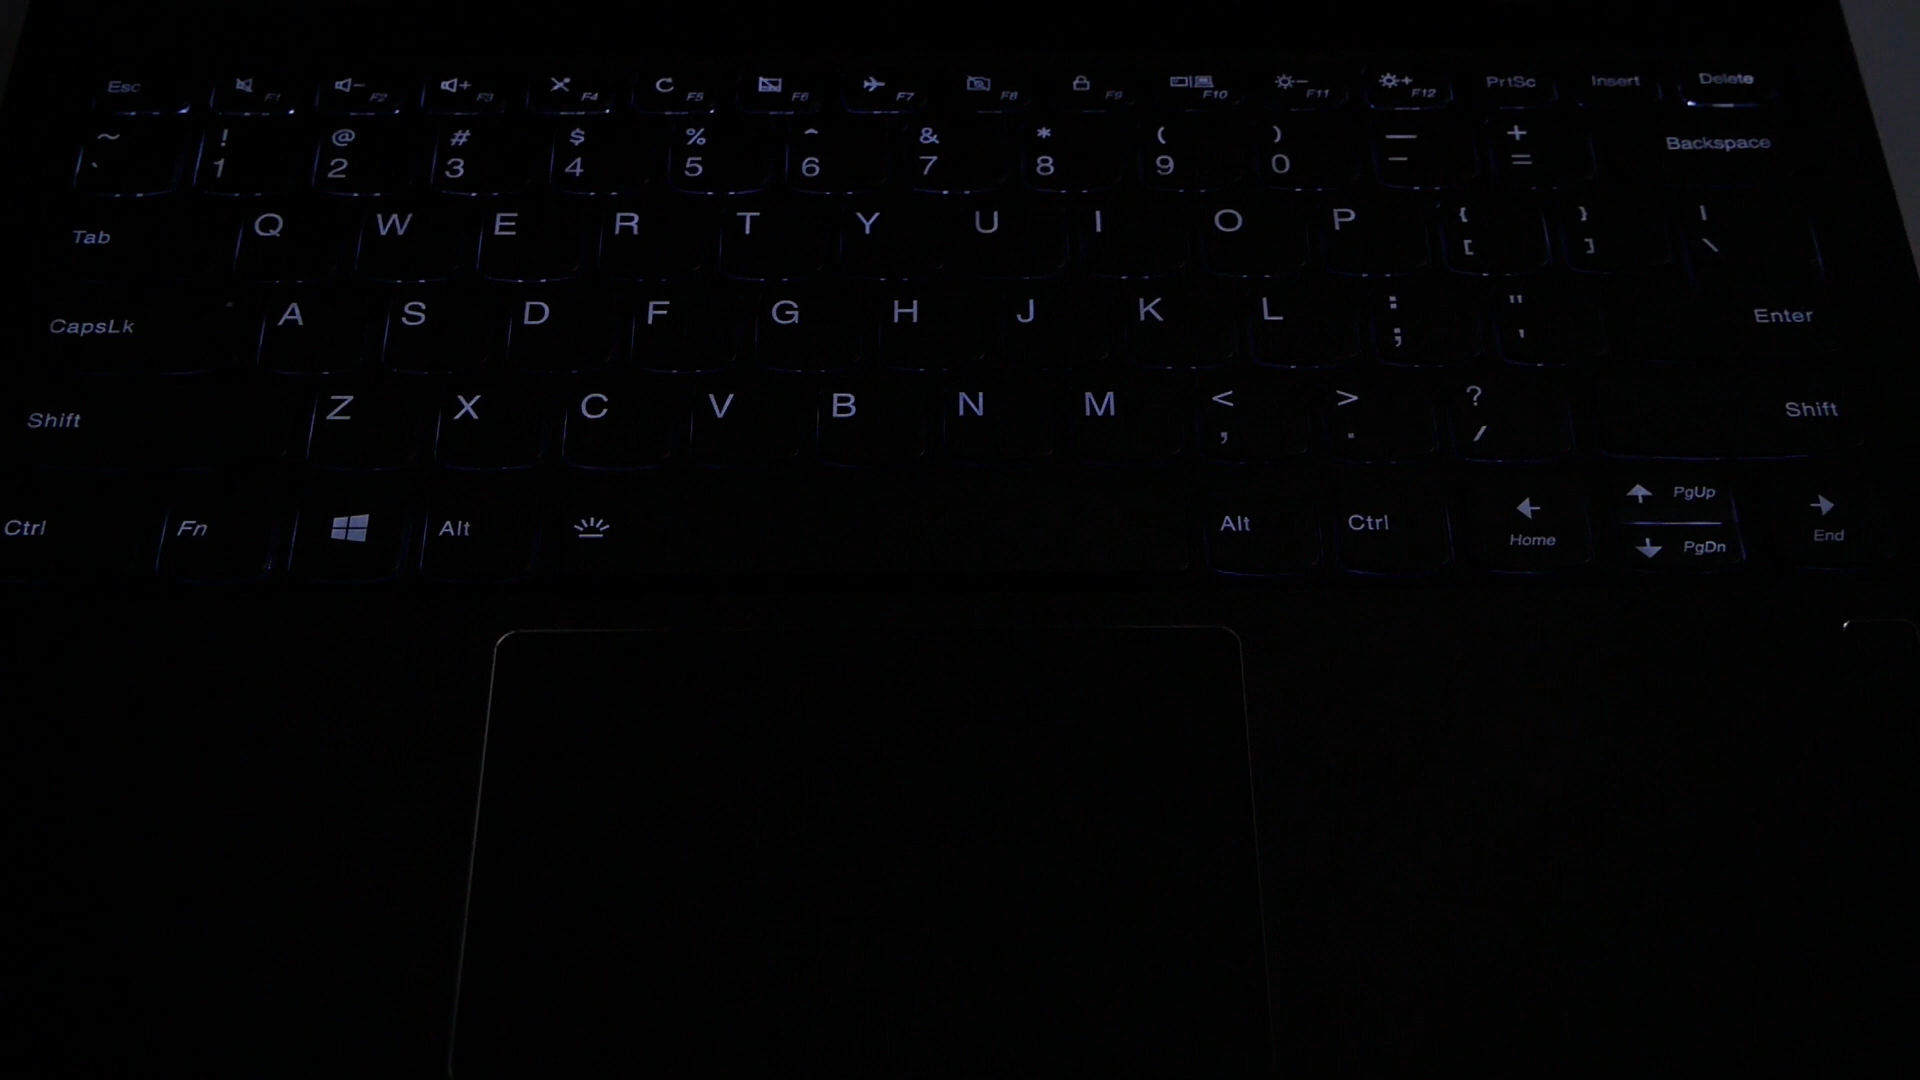 Esc F1 F2 F3 F4 F5 F6 F7 F8 F9 F10 F11 F12 PrtSc Insert Delete
~ ! @ # $ % ^ & * ( ) — +
` 1 2 3 4 5 6 7 8 9 0 - = Backspace
Tab Q W E R T Y U I O P { } |
[ ] \
CapsLk A S D F G H J K L : " Enter
; '
Shift Z X C V B N M < > ? Shift
, . /
Ctrl Fn Alt Alt Ctrl Home PgUp End
PgDn